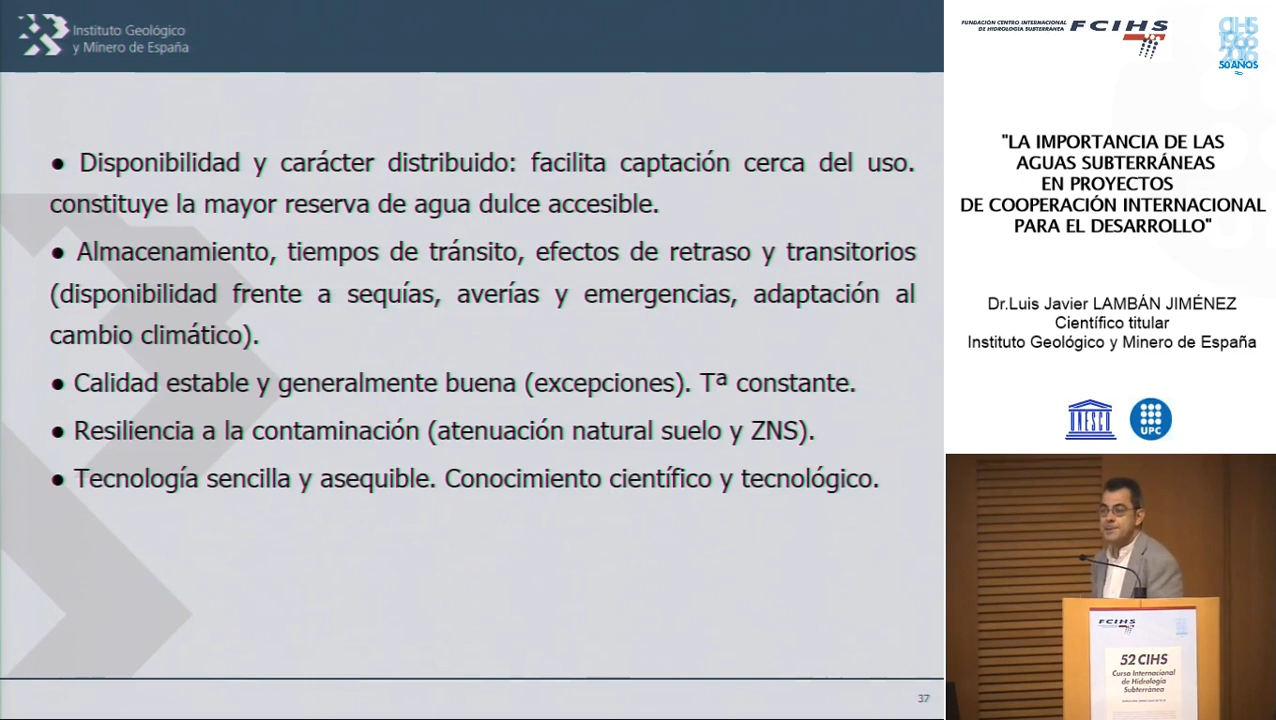 Instituto Geológico
y Minero de España
● Disponibilidad y carácter distribuido: facilita captación cerca del uso.
constituye la mayor reserva de agua dulce accesible.
● Almacenamiento, tiempos de tránsito, efectos de retraso y transitorios
(disponibilidad frente a sequías, averías y emergencias, adaptación al
cambio climático).
● Calidad estable y generalmente buena (excepciones). Tª constante.
● Resiliencia a la contaminación (atenuación natural suelo y ZNS).
● Tecnología sencilla y asequible. Conocimiento científico y tecnológico.
37
FUNDACIÓN CENTRO INTERNACIONAL
DE HIDROLOGÍA SUBTERRÁNEA
FCIHS
CIHS
1966
2016
50 AÑOS
"LA IMPORTANCIA DE LAS
AGUAS SUBTERRÁNEAS
EN PROYECTOS
DE COOPERACIÓN INTERNACIONAL
PARA EL DESARROLLO"
Dr.Luis Javier LAMBÁN JIMÉNEZ
Científico titular
Instituto Geológico y Minero de España
UNESCO
UPC
FCIHS
52 CIHS
Curso Internacional
de Hidrología
Subterránea